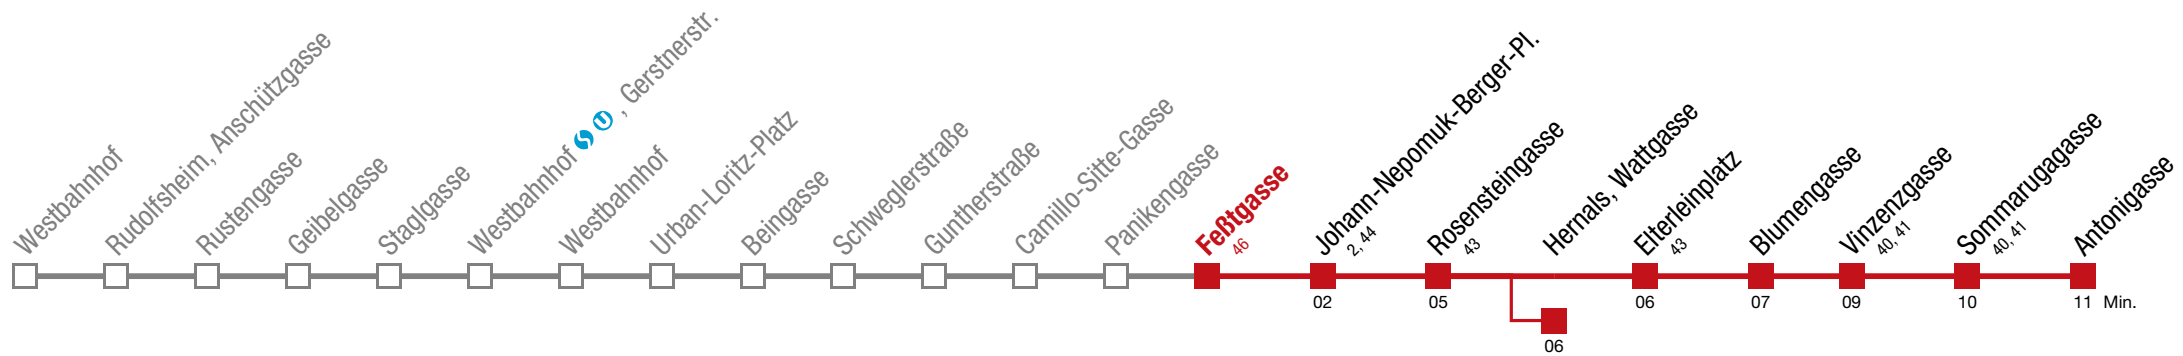 Westbahnhof
Rudolfsheim, Anschützgasse
Rustengasse
Geibelgasse
Staglgasse
Westbahnhof S U , Gerstnerstr.
Westbahnhof
Urban-Loritz-Platz
Beingasse
Schweglerstraße
Guntherstraße
Camillo-Sitte-Gasse
Panikengasse
Feßtgasse
46
Johann-Nepomuk-Berger-Pl.
2, 44
Rosensteingasse
43
Hernals, Wattgasse
Elterleinplatz
43
Blumengasse
Vinzenzgasse
40, 41
Sommarugagasse
40, 41
Antonigasse
02 05 06 07 09 10 11 Min.
06